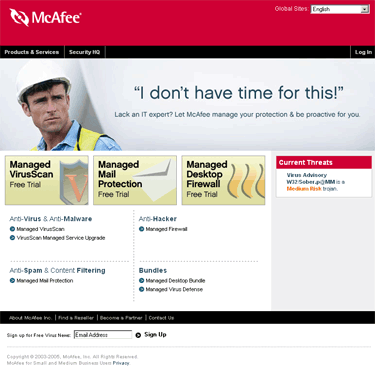 McAfee®
Global Sites: English
Products & Services | Security HQ
Log In
“I don’t have time for this!”
Lack an IT expert? Let McAfee manage your protection & be proactive for you.
Managed
VirusScan
Free Trial
Managed
Mail
Protection
Free Trial
Managed
Desktop
Firewall
Free Trial
Current Threats
Virus Advisory
W32/Sober.p@MM is a
Medium Risk trojan.
Anti-Virus & Anti-Malware
Managed VirusScan
VirusScan Managed Service Upgrade
Anti-Hacker
Managed Firewall
Anti-Spam & Content Filtering
Managed Mail Protection
Bundles
Managed Desktop Bundle
Managed Virus Defense
About McAfee Inc. | Find a Reseller | Become a Partner | Contact Us
Sign up for Free Virus News: Email Address Sign Up
Copyright © 2003-2005, McAfee, Inc. All Rights Reserved.
McAfee for Small and Medium Business Users Privacy.